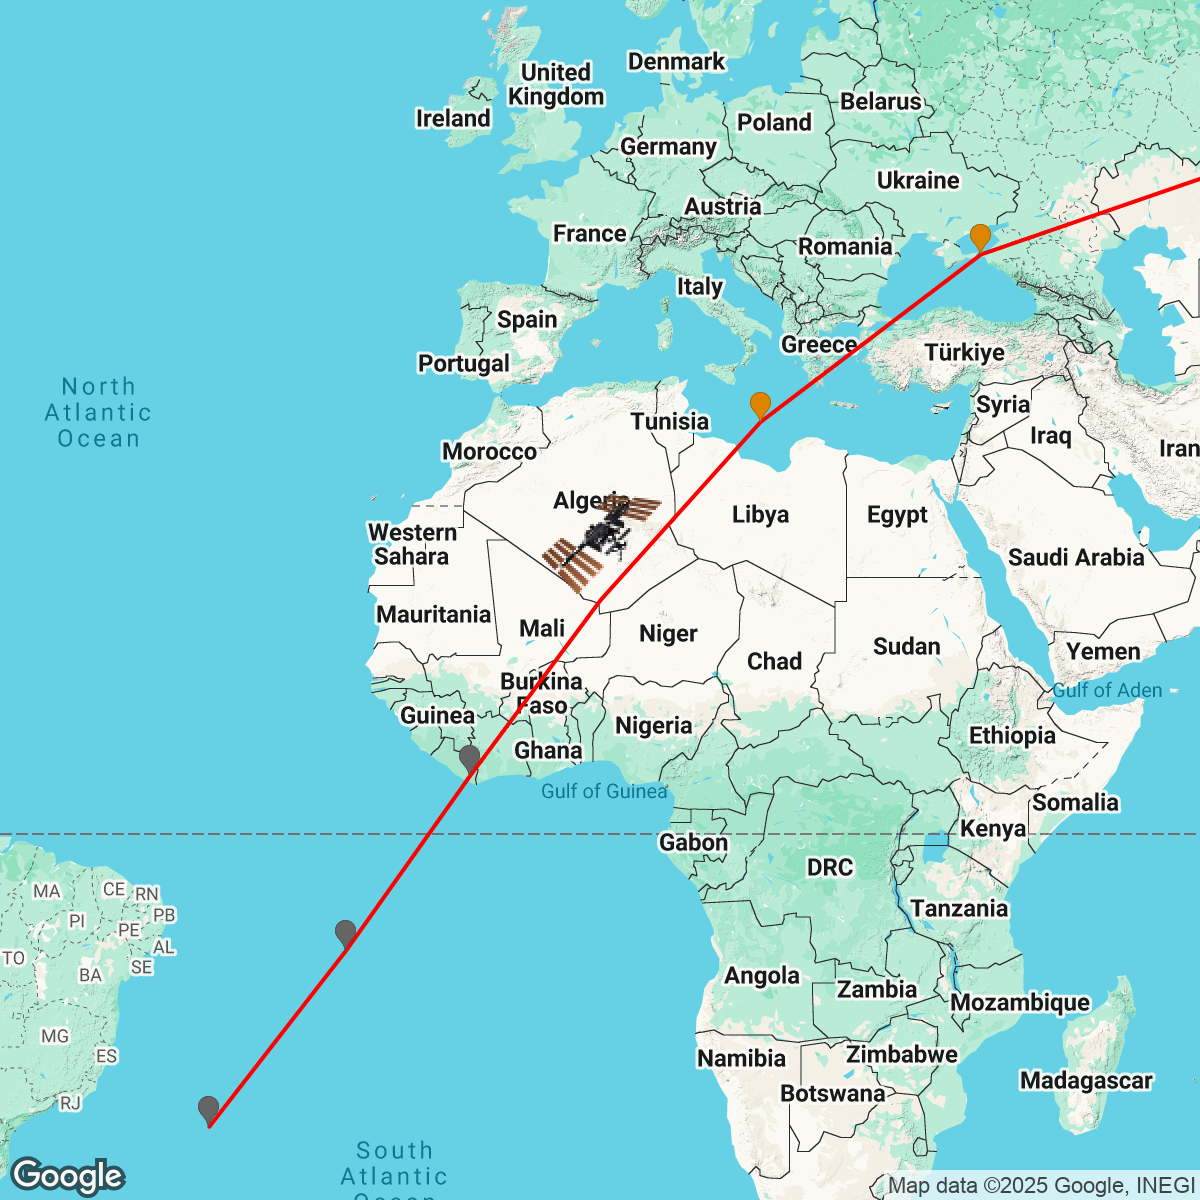 Denmark
United
Kingdom
Ireland
Belarus
Poland
Germany
Ukraine
Austria
France
Romania
Italy
Spain
Greece
Türkiye
Portugal
North
Atlantic
Ocean
Syria
Tunisia
Iraq
Iran
Morocco
Algeria
Libya
Egypt
Western
Sahara
Saudi Arabia
Mauritania
Mali
Niger
Chad
Sudan
Yemen
Burkina
Faso
Gulf of Aden
Guinea
Nigeria
Ethiopia
Ghana
Gulf of Guinea
Somalia
Kenya
Gabon
DRC
MA
CE
RN
PB
PI
PE
AL
TO
BA
SE
Tanzania
Angola
Zambia
Mozambique
MG
ES
RJ
Namibia
Zimbabwe
Botswana
Madagascar
South
Atlantic
Ocean
Google
Map data ©2025 Google, INEGI